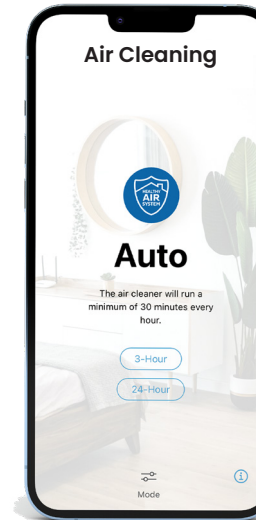 Air Cleaning
HEALTHY
AIR
SYSTEM
Auto
The air cleaner will run a
minimum of 30 minutes every
hour.
3-Hour
24-Hour
i
Mode